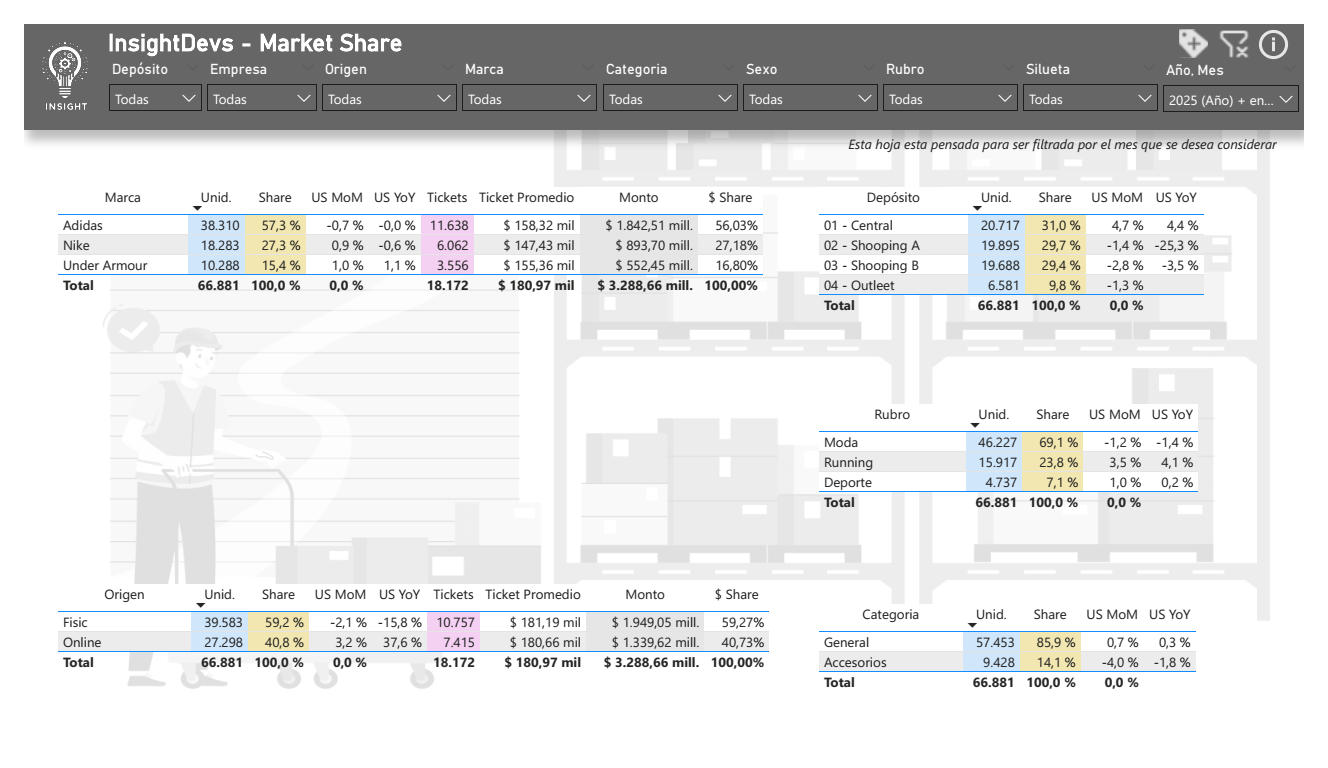 InsightDevs - Market Share
INSIGHT
Depósito Empresa Origen Marca Categoria Sexo Rubro Silueta Año, Mes
Todas Todas Todas Todas Todas Todas Todas Todas 2025 (Año) + en...
Esta hoja esta pensada para ser filtrada por el mes que se desea considerar
Marca Unid. Share US MoM US YoY Tickets Ticket Promedio Monto $ Share
Adidas 38.310 57,3 % -0,7 % -0,0 % 11.638 $ 158,32 mil $ 1.842,51 mill. 56,03%
Nike 18.283 27,3 % 0,9 % -0,6 % 6.062 $ 147,43 mil $ 893,70 mill. 27,18%
Under Armour 10.288 15,4 % 1,0 % 1,1 % 3.556 $ 155,36 mil $ 552,45 mill. 16,80%
Total 66.881 100,0 % 0,0 % 18.172 $ 180,97 mil $ 3.288,66 mill. 100,00%
Depósito Unid. Share US MoM US YoY
01 - Central 20.717 31,0 % 4,7 % 4,4 %
02 - Shooping A 19.895 29,7 % -1,4 % -25,3 %
03 - Shooping B 19.688 29,4 % -2,8 % -3,5 %
04 - Outleet 6.581 9,8 % -1,3 %
Total 66.881 100,0 % 0,0 %
Rubro Unid. Share US MoM US YoY
Moda 46.227 69,1 % -1,2 % -1,4 %
Running 15.917 23,8 % 3,5 % 4,1 %
Deporte 4.737 7,1 % 1,0 % 0,2 %
Total 66.881 100,0 % 0,0 %
Origen Unid. Share US MoM US YoY Tickets Ticket Promedio Monto $ Share
Fisic 39.583 59,2 % -2,1 % -15,8 % 10.757 $ 181,19 mil $ 1.949,05 mill. 59,27%
Online 27.298 40,8 % 3,2 % 37,6 % 7.415 $ 180,66 mil $ 1.339,62 mill. 40,73%
Total 66.881 100,0 % 0,0 % 18.172 $ 180,97 mil $ 3.288,66 mill. 100,00%
Categoria Unid. Share US MoM US YoY
General 57.453 85,9 % 0,7 % 0,3 %
Accesorios 9.428 14,1 % -4,0 % -1,8 %
Total 66.881 100,0 % 0,0 %